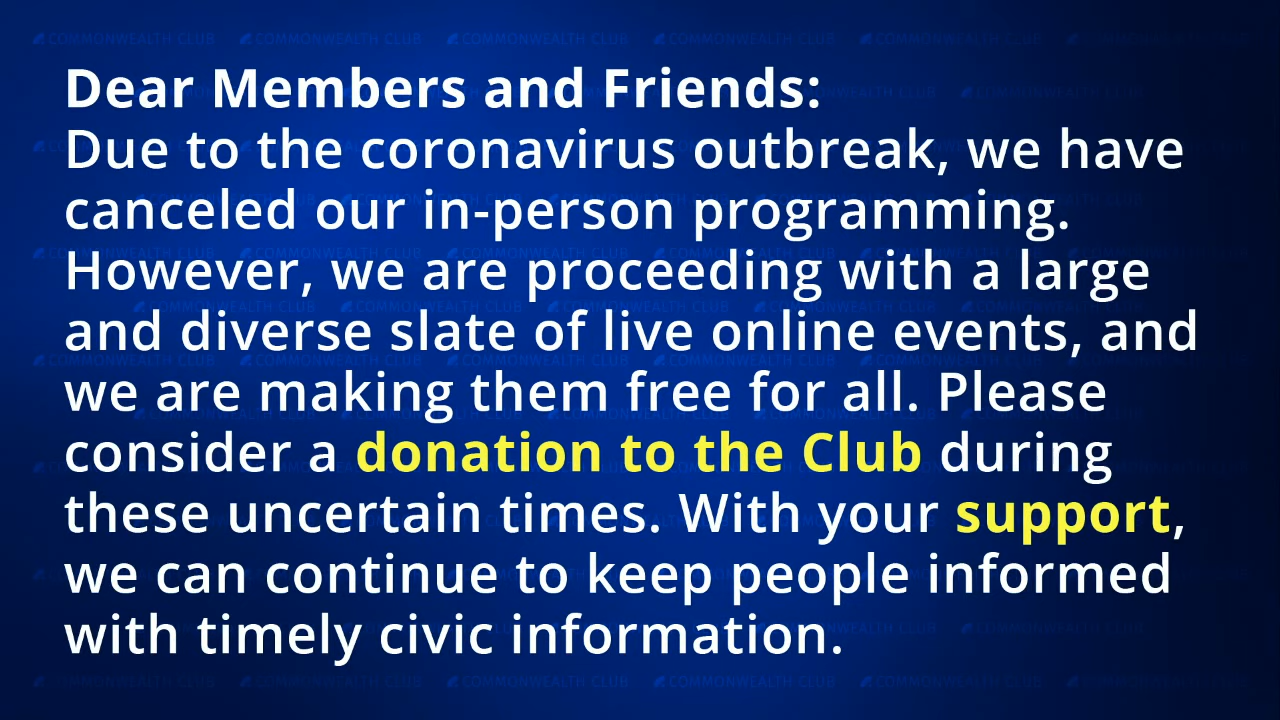 Dear Members and Friends:
Due to the coronavirus outbreak, we have
canceled our in-person programming.
However, we are proceeding with a large
and diverse slate of live online events, and
we are making them free for all. Please
consider a donation to the Club during
these uncertain times. With your support,
we can continue to keep people informed
with timely civic information.
COMMONWEALTH CLUB